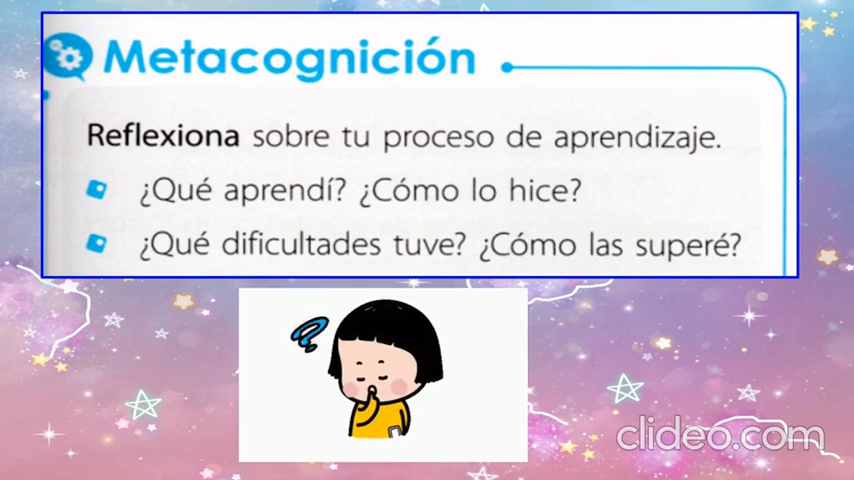 Metacognición
Reflexiona sobre tu proceso de aprendizaje.
¿Qué aprendí? ¿Cómo lo hice?
¿Qué dificultades tuve? ¿Cómo las superé?
?
clideo.com